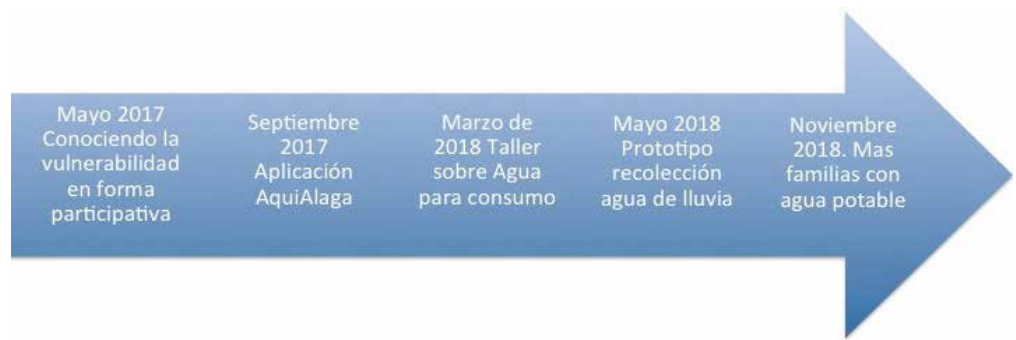 Mayo 2017
Conociendo la
vulnerabilidad
en forma
participativa
Septiembre
2017
Aplicación
AquiAlaga
Marzo de
2018 Taller
sobre Agua
para consumo
Mayo 2018
Prototipo
recolección
agua de lluvia
Noviembre
2018. Mas
familias con
agua potable